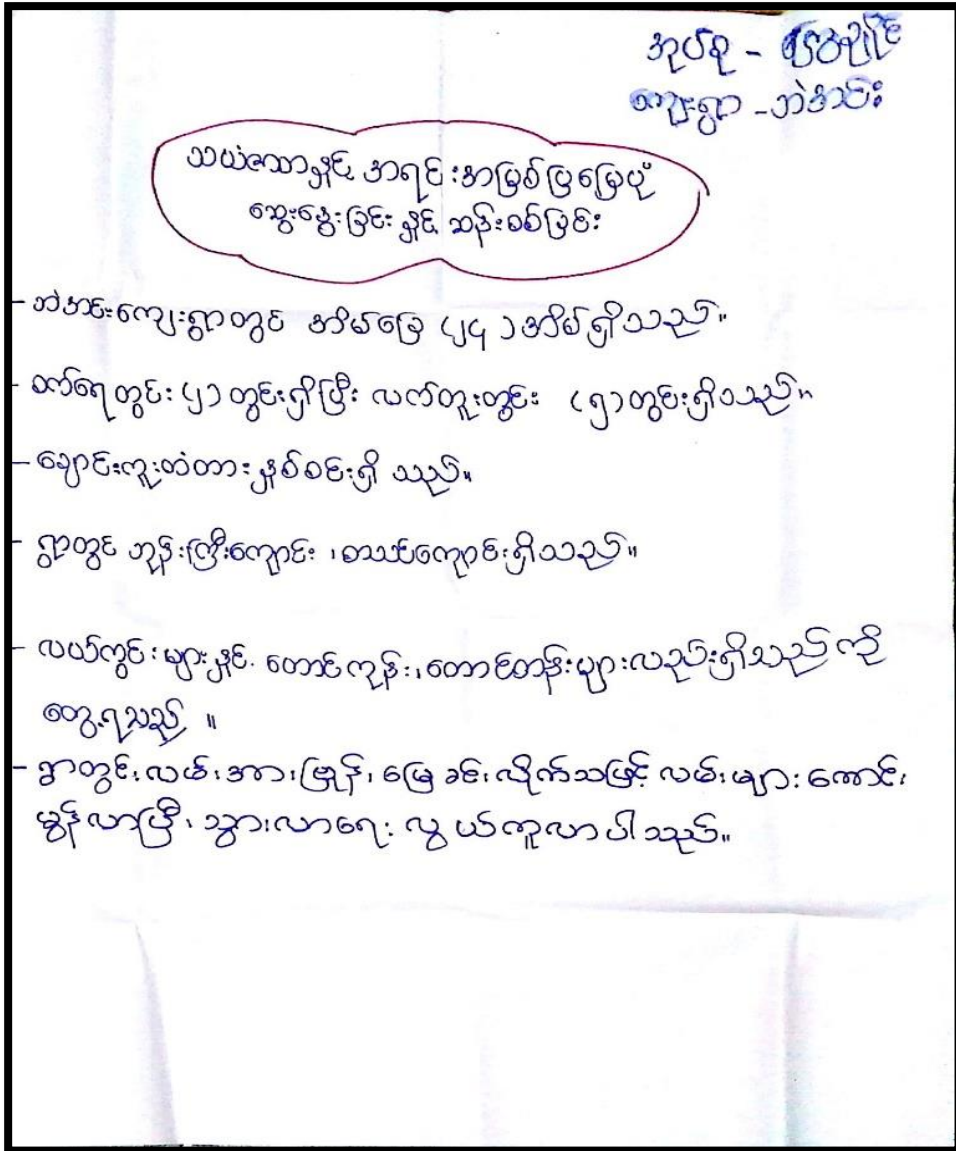 အုပ်စု -
ကျေးရွာ - ဘဲအင်း
သယံဇာတနှင့် အရင်းအမြစ်ပြမြေပုံ
ဆွေးနွေးခြင်း နှင့် ဆန်းစစ်ခြင်း
- ဘဲအင်းကျေးရွာတွင် အိမ်ခြေ (၂၄) အိမ်ရှိသည်။
- စက်ရေတွင်း (၂) တွင်းရှိပြီး လက်တူးတွင်း (၅) တွင်းရှိသည်။
- ချောင်းကူးတံတား နှစ်စင်းရှိ သည်။
- ရွာတွင် ဘုန်းကြီးကျောင်း ၊ စာသင်ကျောင်းရှိသည်။
- လယ်ကွင်းများနှင့် တောင်ကုန်း၊ တောင်တန်းများလည်းရှိသည် ကို
တွေ့ရသည် ။
- ရွာတွင်းလမ်းအား ဖြုန်း မြေခင်းလိုက်သဖြင့် လမ်းများကောင်း
မွန်လာပြီး သွားလာရေး လွယ်ကူလာပါသည်။